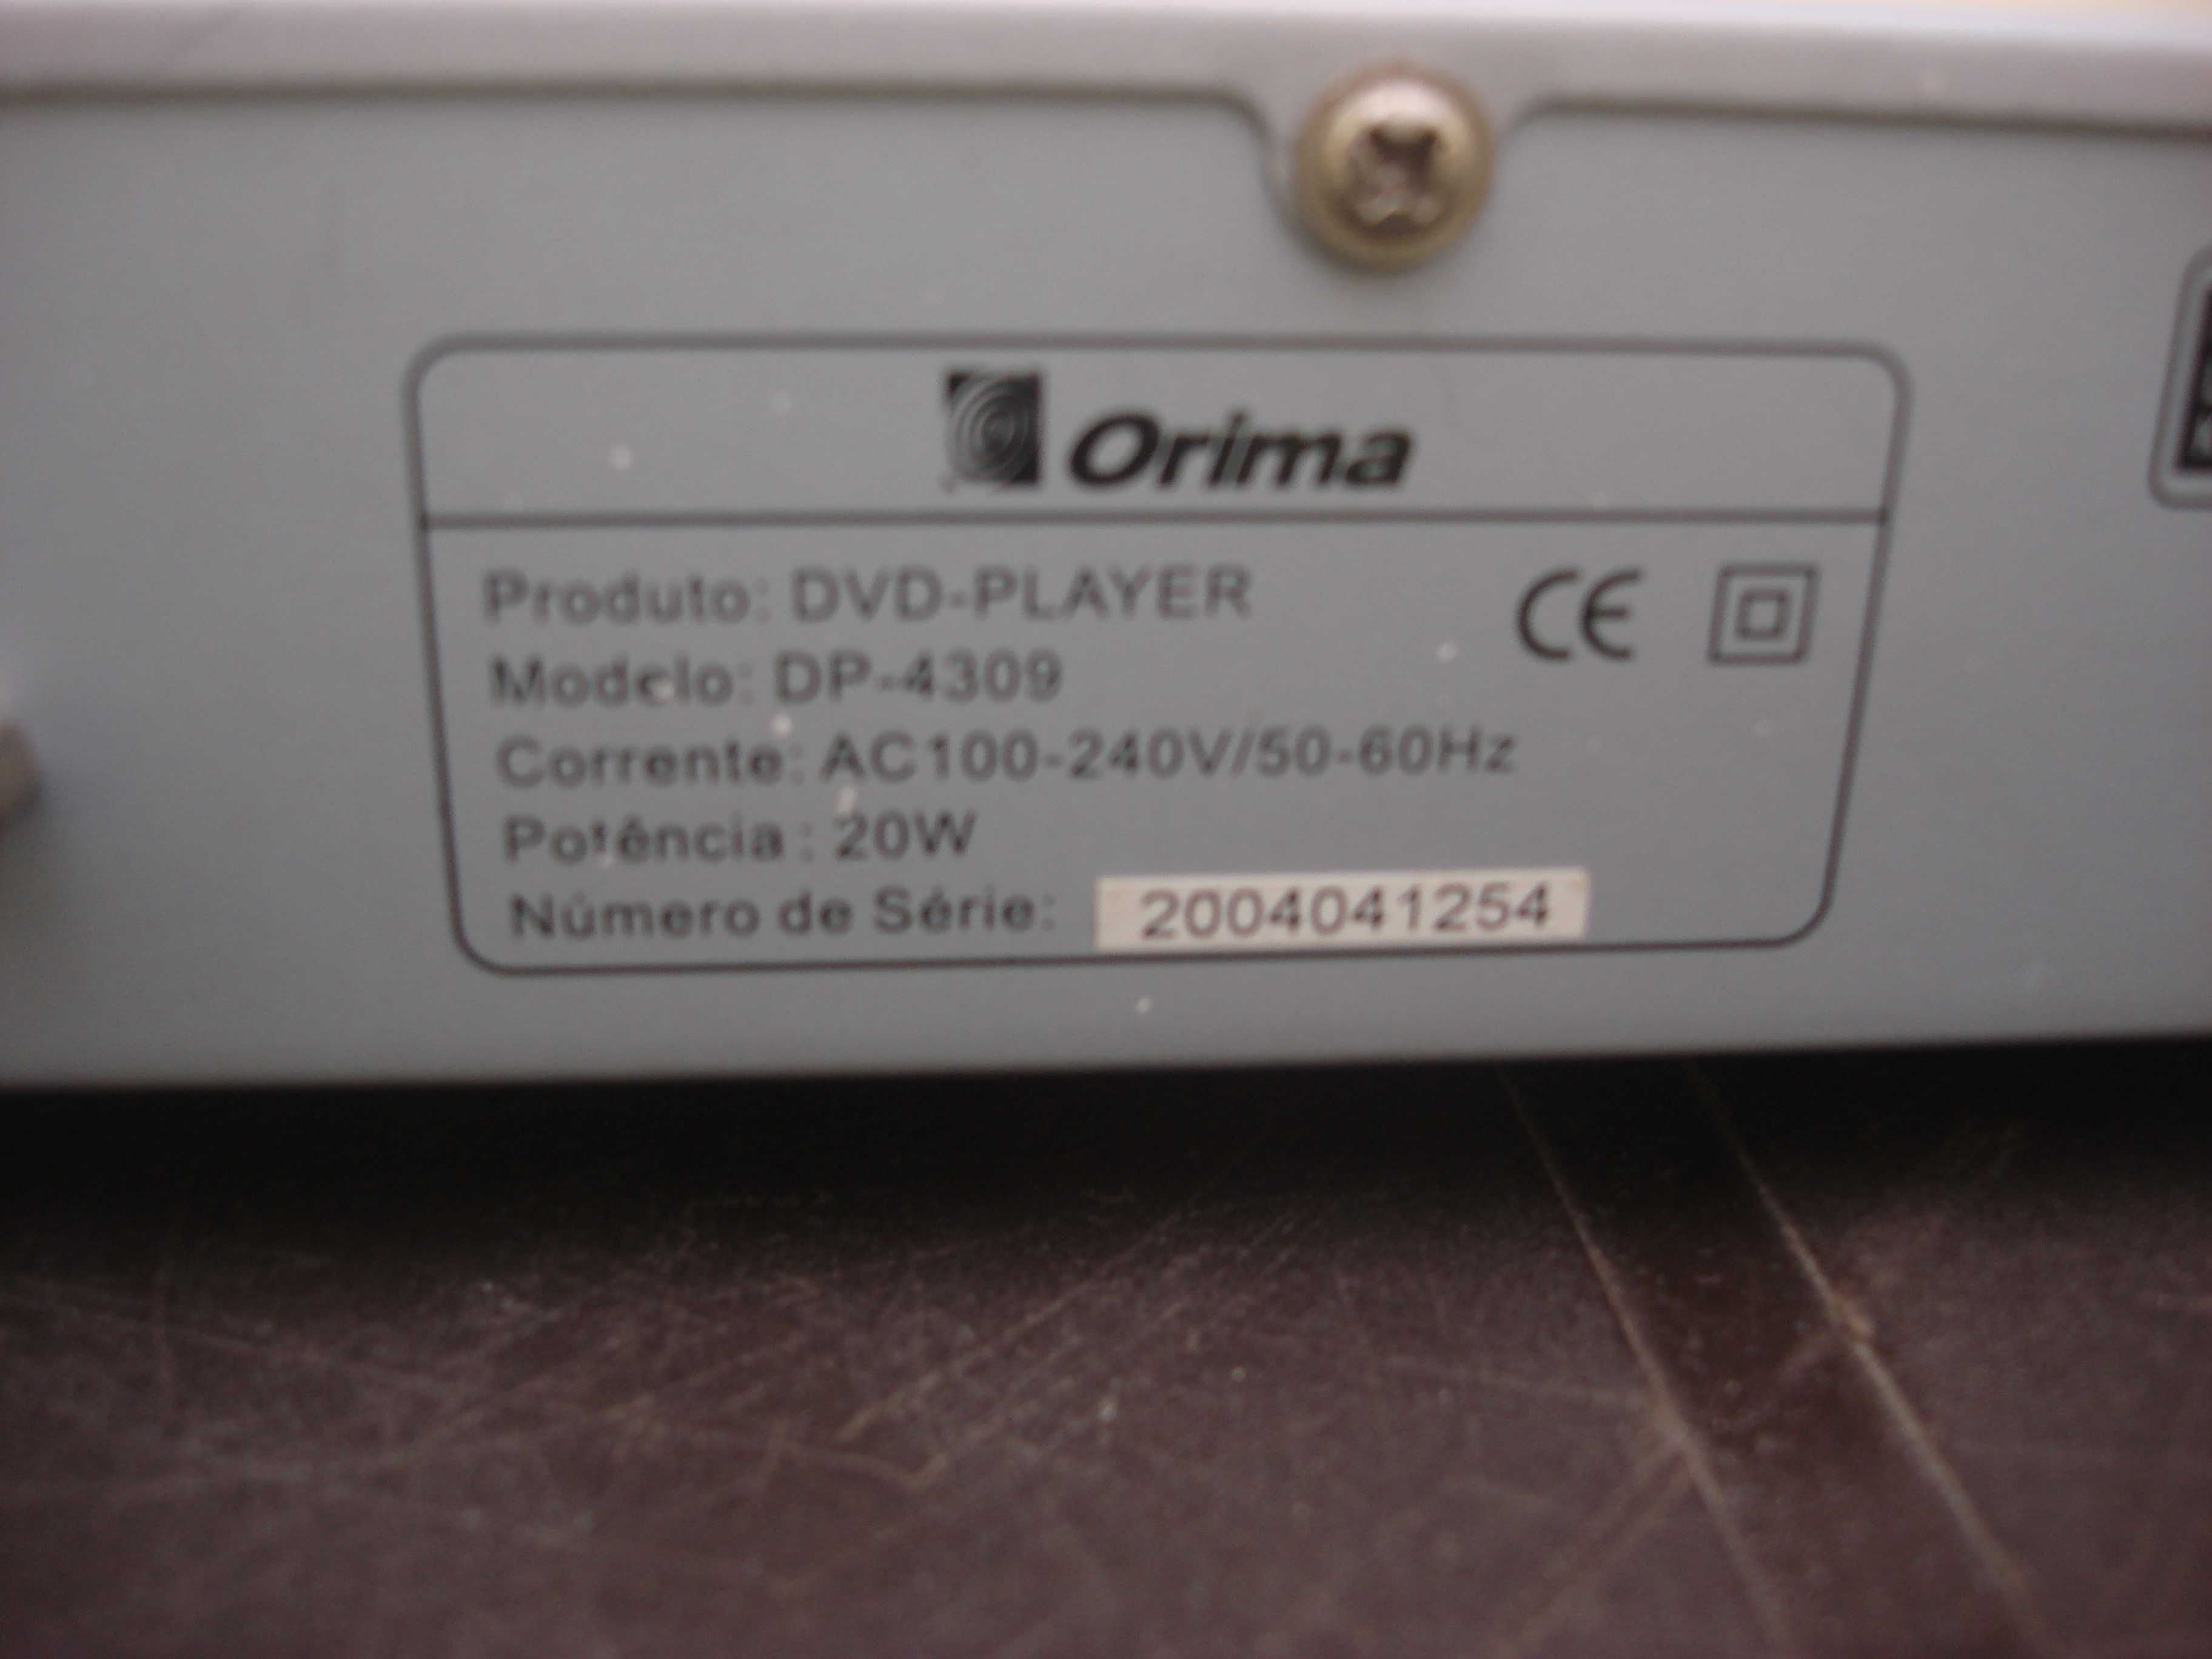 Orima
Produto: DVD-PLAYER
Modelo: DP-4309
Corrente: AC100-240V/50-60Hz
Potência : 20W
Número de Série: 2004041254
CE